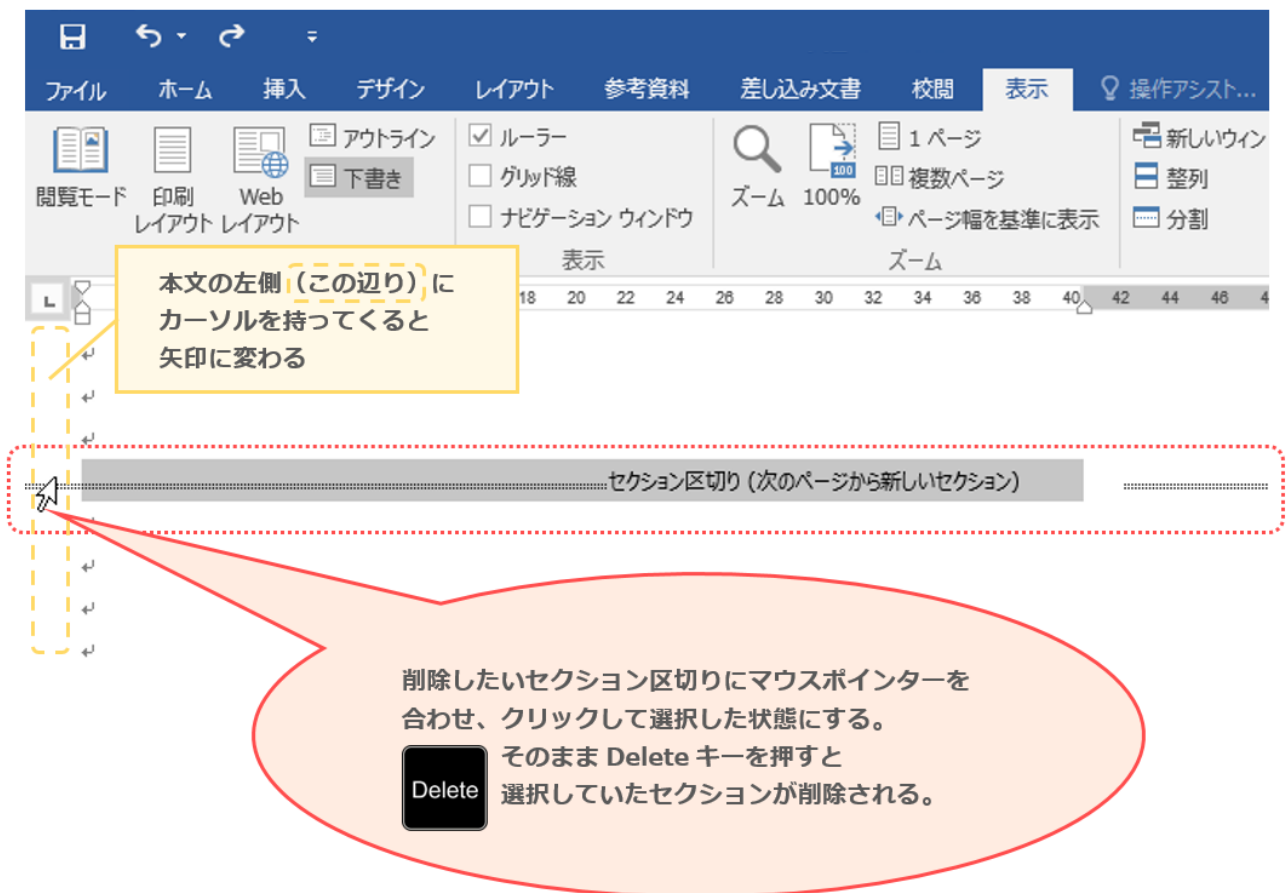 ファイル ホーム 挿入 デザイン レイアウト 参考資料 差し込み文書 校閲 表示 操作アシスト...
閲覧モード
印刷
レイアウト
Web
レイアウト
アウトライン
下書き
ルーラー
グリッド線
ナビゲーション ウィンドウ
表示
ズーム
100
100%
1 ページ
複数ページ
ページ幅を基準に表示
ズーム
新しいウィン
整列
分割
本文の左側（この辺り）に
カーソルを持ってくると
矢印に変わる
L
18 20 22 24 26 28 30 32 34 36 38 40 42 44 46 4
セクション区切り (次のページから新しいセクション)
削除したいセクション区切りにマウスポインターを
合わせ、クリックして選択した状態にする。
そのまま Delete キーを押すと
Delete
選択していたセクションが削除される。